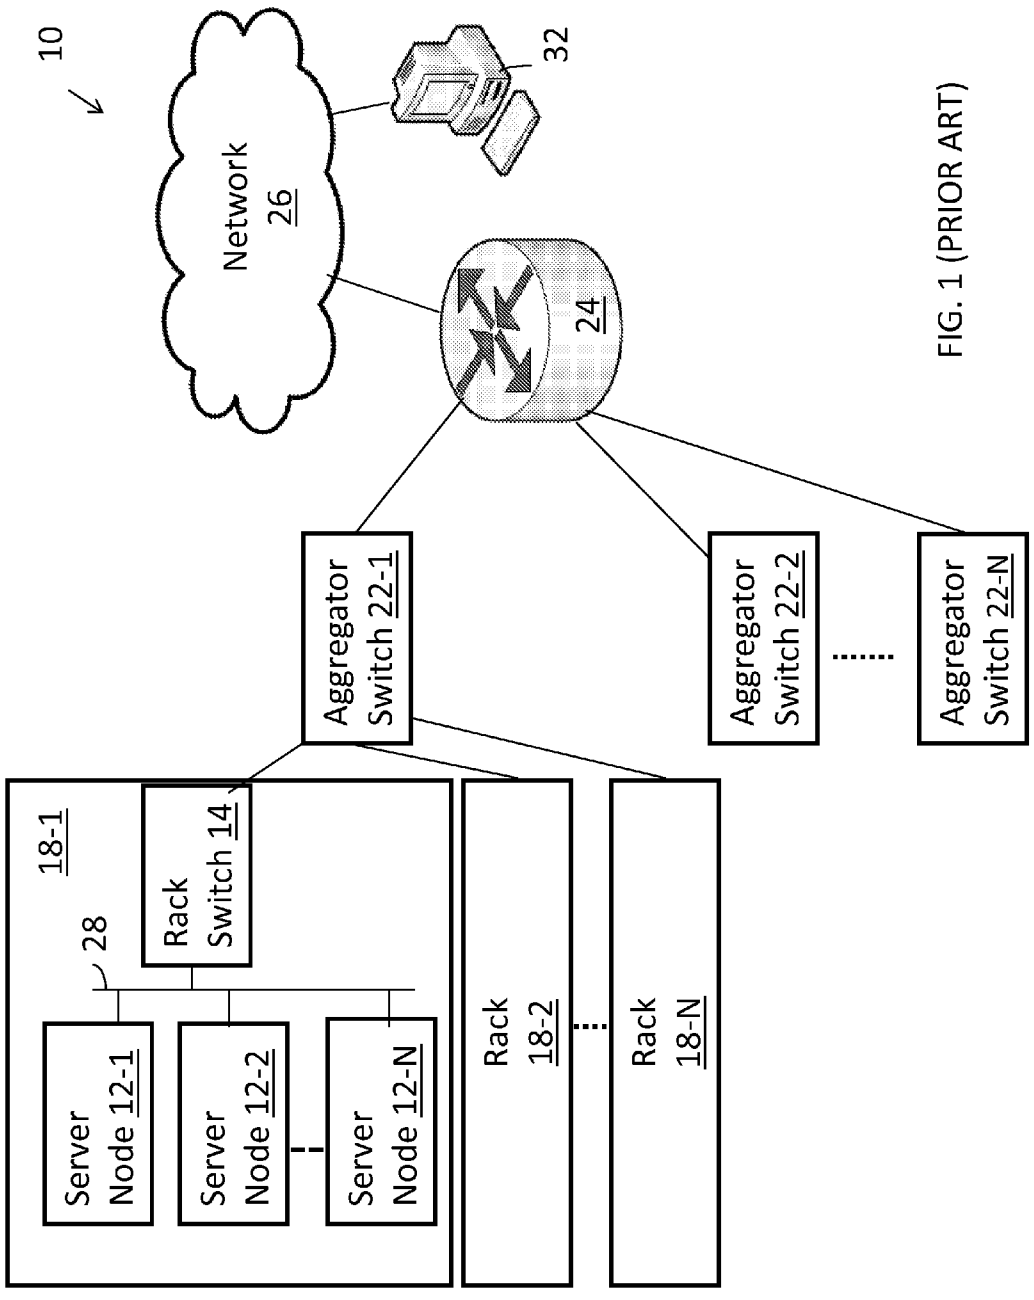 18-1
28
Server
Node 12-1
Server
Node 12-2
Server
Node 12-N
Rack
Switch 14
Rack
18-2
Rack
18-N
Aggregator
Switch 22-1
Aggregator
Switch 22-2
Aggregator
Switch 22-N
24
Network
26
10
32
FIG. 1 (PRIOR ART)